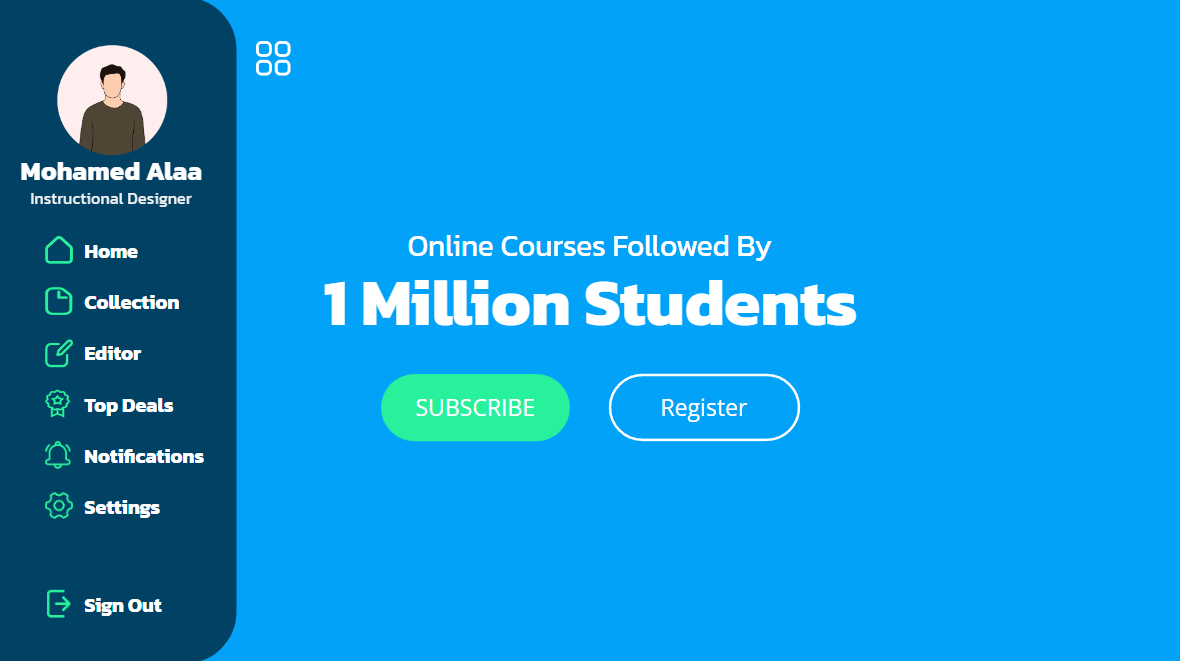 Mohamed Alaa
Instructional Designer
Home
Collection
Editor
Top Deals
Notifications
Settings
Sign Out
Online Courses Followed By
1 Million Students
SUBSCRIBE
Register